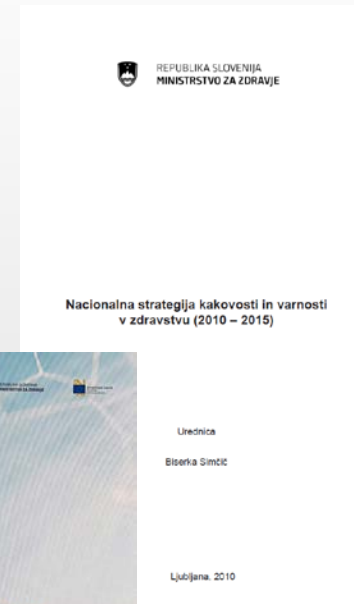 REPUBLIKA SLOVENIJA
MINISTRSTVO ZA ZDRAVJE
Nacionalna strategija kakovosti in varnosti
v zdravstvu (2010 – 2015)
Urednica
Biserka Simčič
Ljubljana, 2010